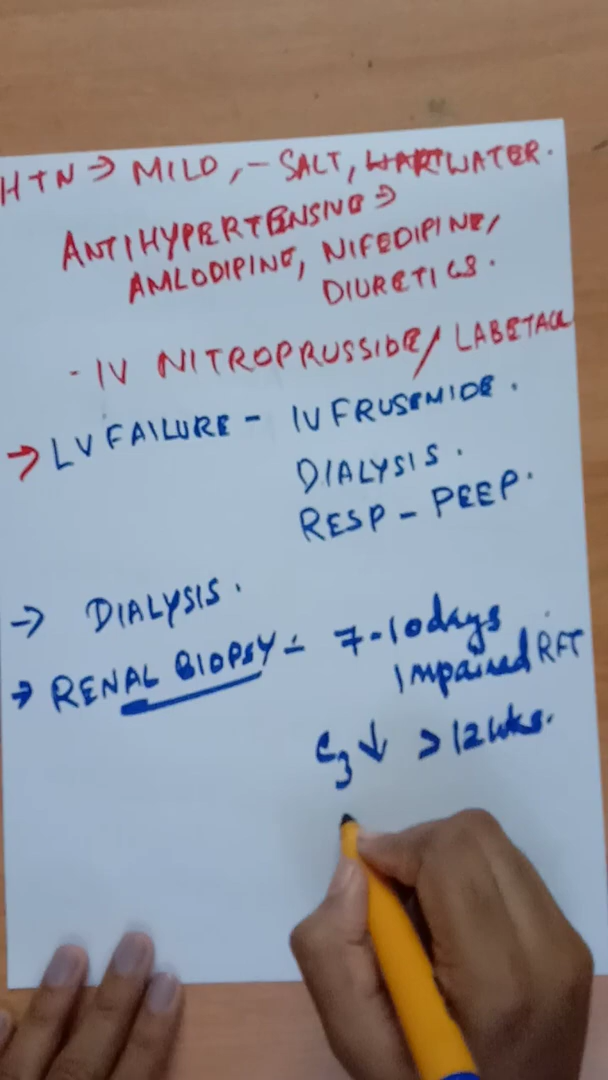 HTN → MILD, - SALT, WATER.
ANTIHYPERTENSIVE →
AMLODIPINE, NIFEDIPINE/
DIURETICS.
- IV NITROPRUSSIDE/ LABETALL
→ LV FAILURE - IV FRUSEMIDE.
DIALYSIS.
RESP - PEEP.
→ DIALYSIS.
→ RENAL BIOPSY - 7-10 days
Impaired RFT
C3 ↓ > 12 wks.